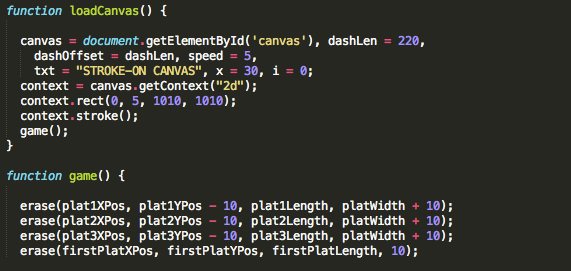 function loadCanvas() {
canvas = document.getElementById('canvas'), dashLen = 220,
dashOffset = dashLen, speed = 5,
txt = "STROKE-ON CANVAS", x = 30, i = 0;
context = canvas.getContext("2d");
context.rect(0, 5, 1010, 1010);
context.stroke();
game();
}
function game() {
erase(plat1XPos, plat1YPos - 10, plat1Length, platWidth + 10);
erase(plat2XPos, plat2YPos - 10, plat2Length, platWidth + 10);
erase(plat3XPos, plat3YPos - 10, plat3Length, platWidth + 10);
erase(firstPlatXPos, firstPlatYPos, firstPlatLength, 10);